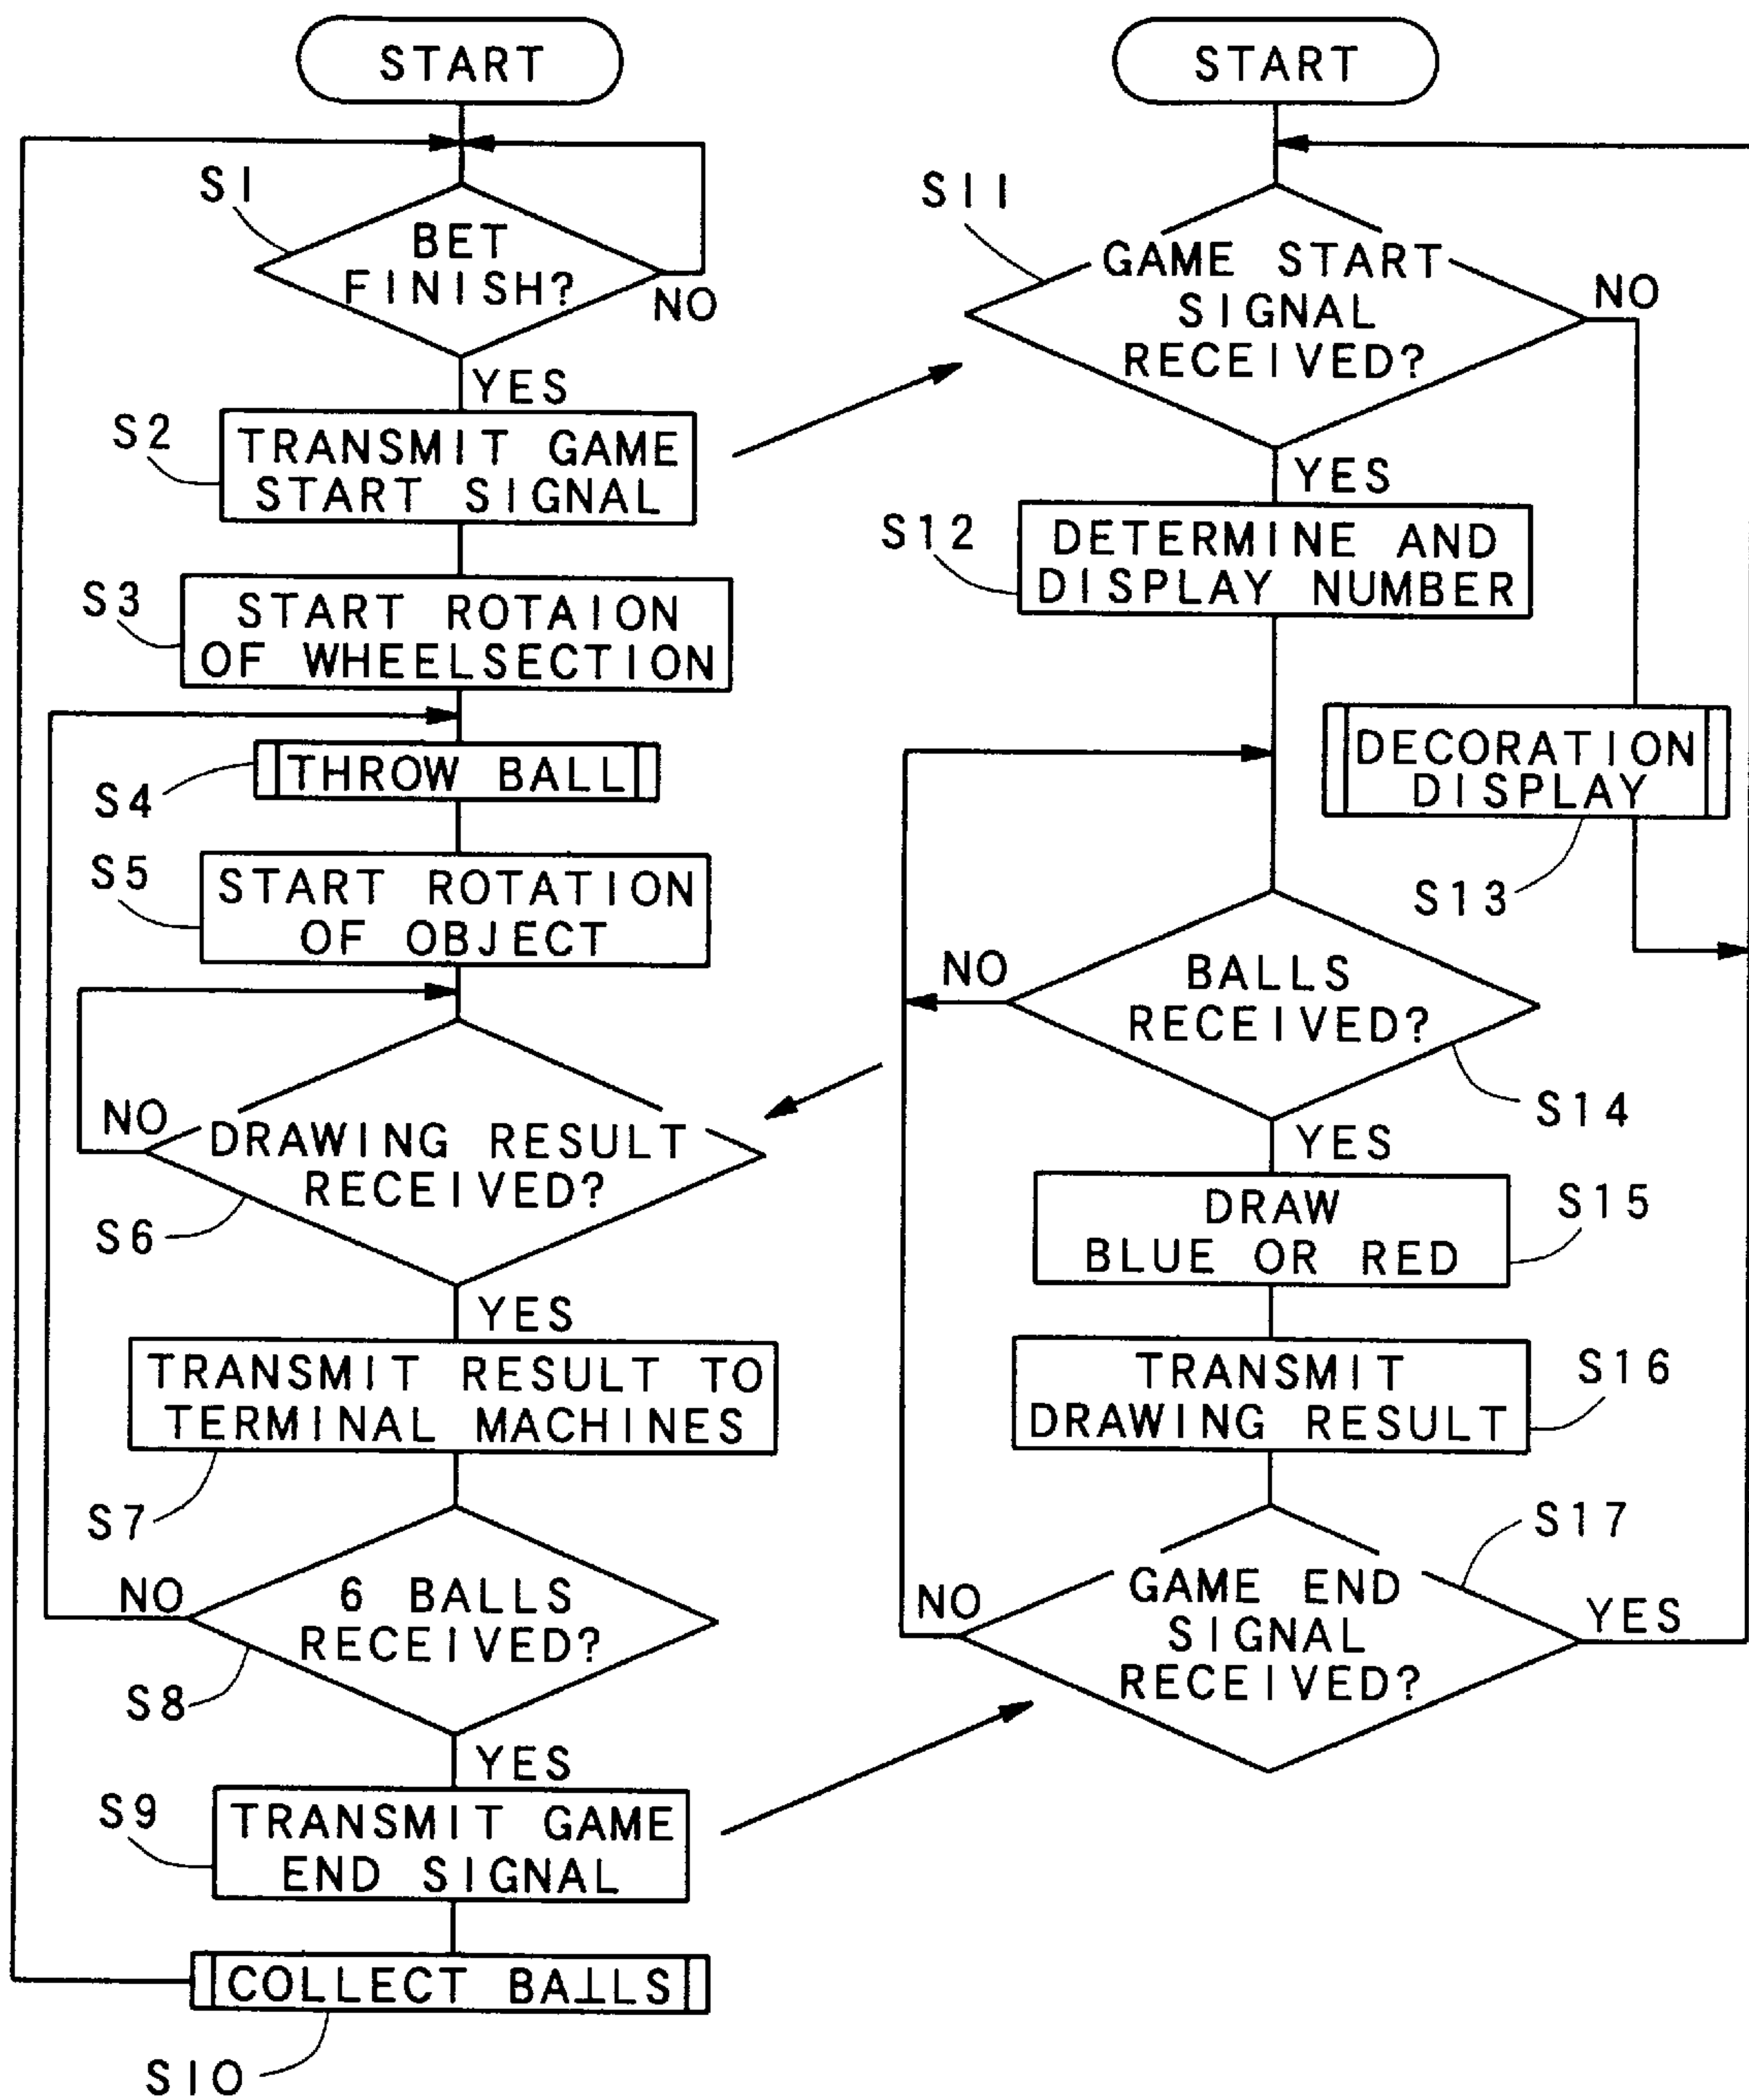 START
S1
BET
FINISH?
NO
YES
S2
TRANSMIT GAME
START SIGNAL
S3
START ROTAION
OF WHEELSECTION
S4
THROW BALL
S5
START ROTATION
OF OBJECT
NO
DRAWING RESULT
RECEIVED?
S6
YES
TRANSMIT RESULT TO
TERMINAL MACHINES
S7
NO
6 BALLS
RECEIVED?
S8
YES
S9
TRANSMIT GAME
END SIGNAL
COLLECT BALLS
S10
START
S11
GAME START
SIGNAL
RECEIVED?
NO
YES
S12
DETERMINE AND
DISPLAY NUMBER
DECORATION
DISPLAY
S13
NO
BALLS
RECEIVED?
S14
YES
DRAW
BLUE OR RED
S15
TRANSMIT
DRAWING RESULT
S16
S17
NO
GAME END
SIGNAL
RECEIVED?
YES